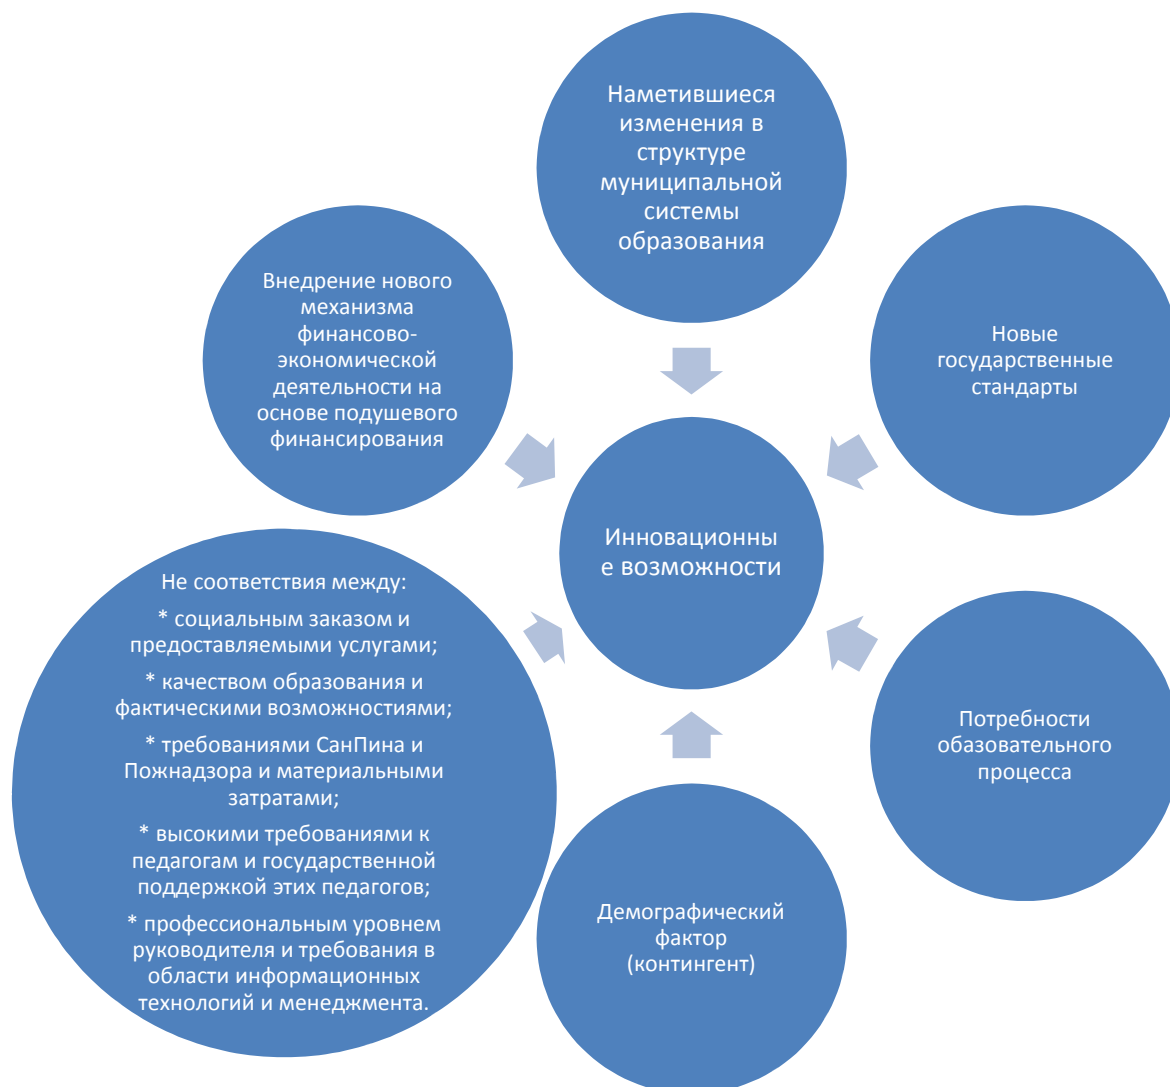 Наметившиеся
изменения в
структуре
муниципальной
системы
образования
Внедрение нового
механизма
финансово-
экономической
деятельности на
основе подушевого
финансирования
Новые
государственные
стандарты
Инновационны
е возможности
Не соответствия между:
* социальным заказом и
предоставляемыми услугами;
* качеством образования и
фактическими возможностиями;
* требованиями СанПина и
Пожнадзора и материальными
затратами;
* высокими требованиями к
педагогам и государственной
поддержкой этих педагогов;
* профессиональным уровнем
руководителя и требования в
области информационных
технологий и менеджмента.
Потребности
обазовательного
процесса
Демографический
фактор
(контингент)